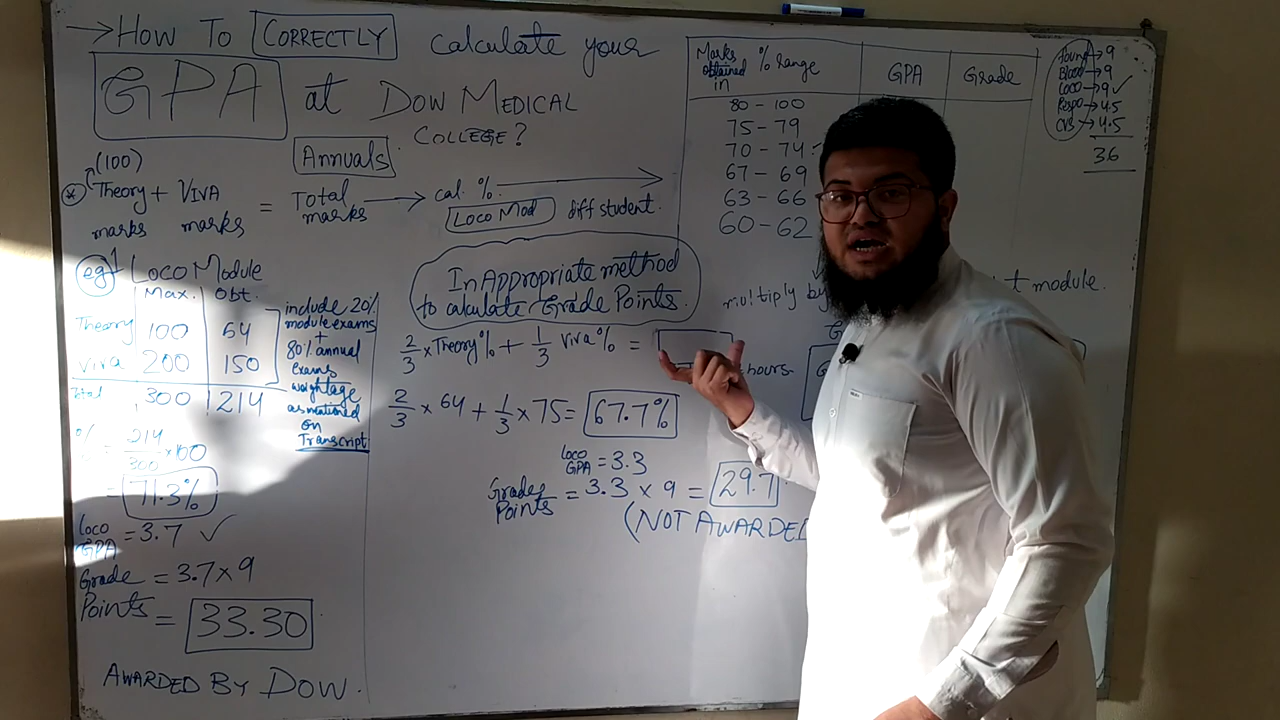 → HOW TO CORRECTLY calculate your
GPA at DOW MEDICAL
COLLEGE?
Annuals
(100)
* Theory + VIVA = Total → cal. % →
marks marks marks
Loco Mod diff student.
eg1 LOCO Module
Max. Obt.
Theory 100 64
viva 200 150
Total 300 214
% = 214/300 × 100
= 71.3%
Loco GPA = 3.7 ✓
Grade = 3.7 × 9
Points = 33.30
AWARDED BY DOW.
include 20%
module exams
+
80% annual
exams
weightage
as mentioned
on
Transcript
InAppropriate method
to calculate Grade Points.
2/3 × Theory % + 1/3 viva % =
2/3 × 64 + 1/3 × 75 = 67.7%
Loco GPA = 3.3
Grade Points = 3.3 × 9 = 29.7
(NOT AWARDED
Marks obtained in % range GPA Grade
80 - 100
75 - 79
70 - 74
67 - 69
63 - 66
60 - 62
multiply by
t module.
hours.
Found → 9
Blood → 9
Loco → 9 ✓
Respo → 4.5
CVS → 4.5
36